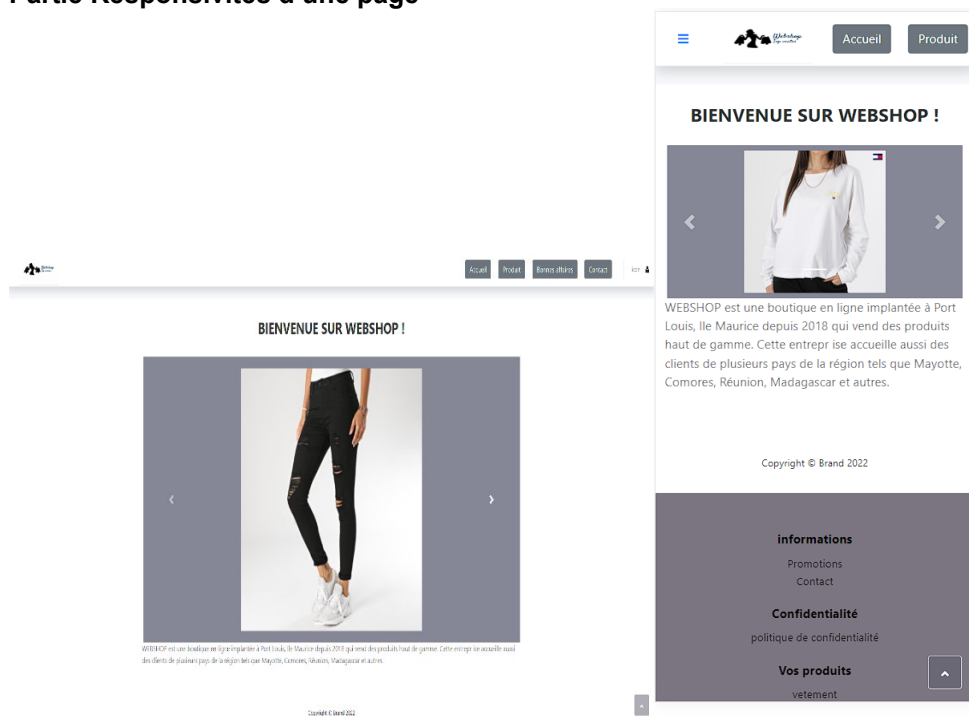 Partie Responsivités d'une page
Accueil Produit Bonnes affaires Contact
BIENVENUE SUR WEBSHOP !
WEBSHOP est une boutique en ligne implantée à Port Louis, Ile Maurice depuis 2018 qui vend des produits haut de gamme. Cette entrepr ise accueille aussi
des clients de plusieurs pays de la région tels que Mayotte, Comores, Réunion, Madagascar et autres.
Copyright © Brand 2022
Webshop
Accueil
Produit
BIENVENUE SUR WEBSHOP !
WEBSHOP est une boutique en ligne implantée à Port
Louis, Ile Maurice depuis 2018 qui vend des produits
haut de gamme. Cette entrepr ise accueille aussi des
clients de plusieurs pays de la région tels que Mayotte,
Comores, Réunion, Madagascar et autres.
Copyright © Brand 2022
informations
Promotions
Contact
Confidentialité
politique de confidentialité
Vos produits
vetement